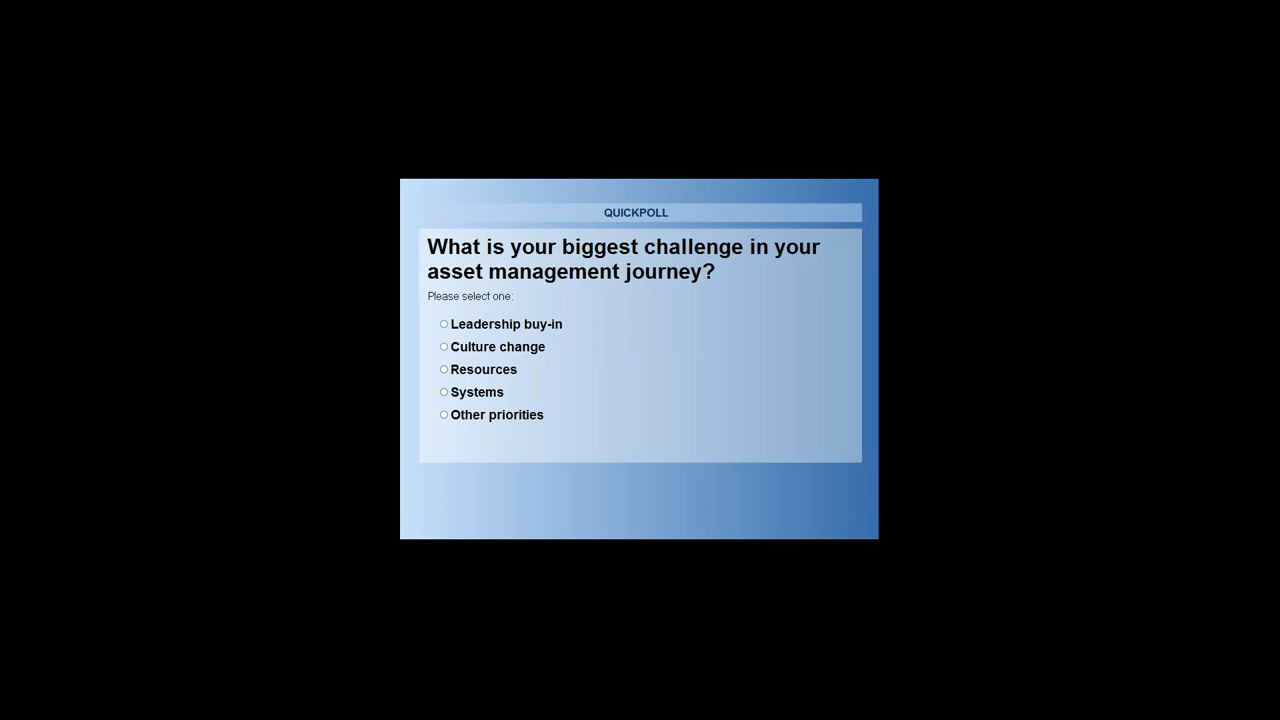 QUICKPOLL
What is your biggest challenge in your
asset management journey?
Please select one:
Leadership buy-in
Culture change
Resources
Systems
Other priorities